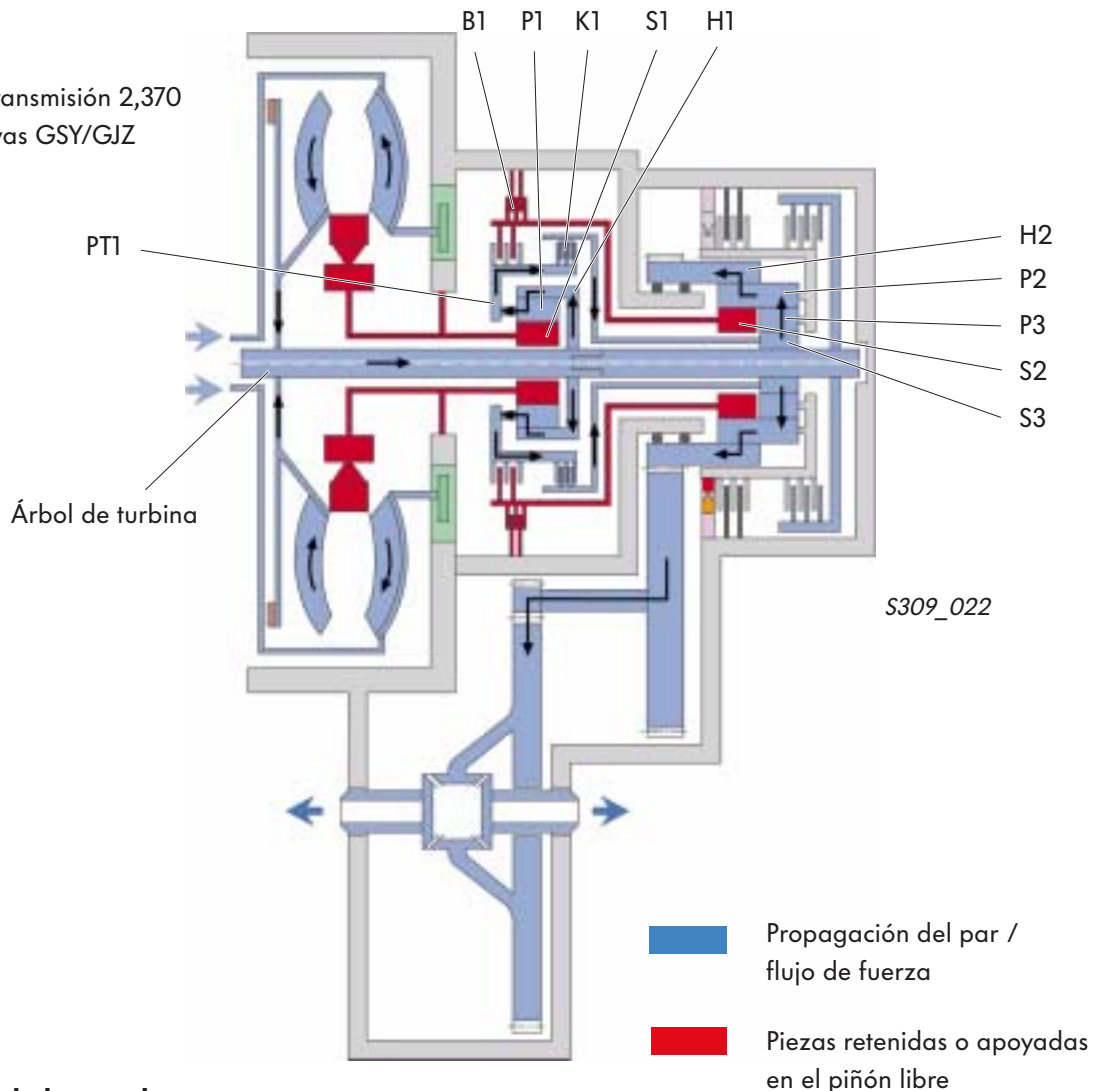 B1 P1 K1 S1 H1
ransmisión 2,370
vas GSY/GJZ
PT1
H2
P2
P3
S2
S3
Árbol de turbina
S309_022
Propagación del par /
flujo de fuerza
Piezas retenidas o apoyadas
en el piñón libre